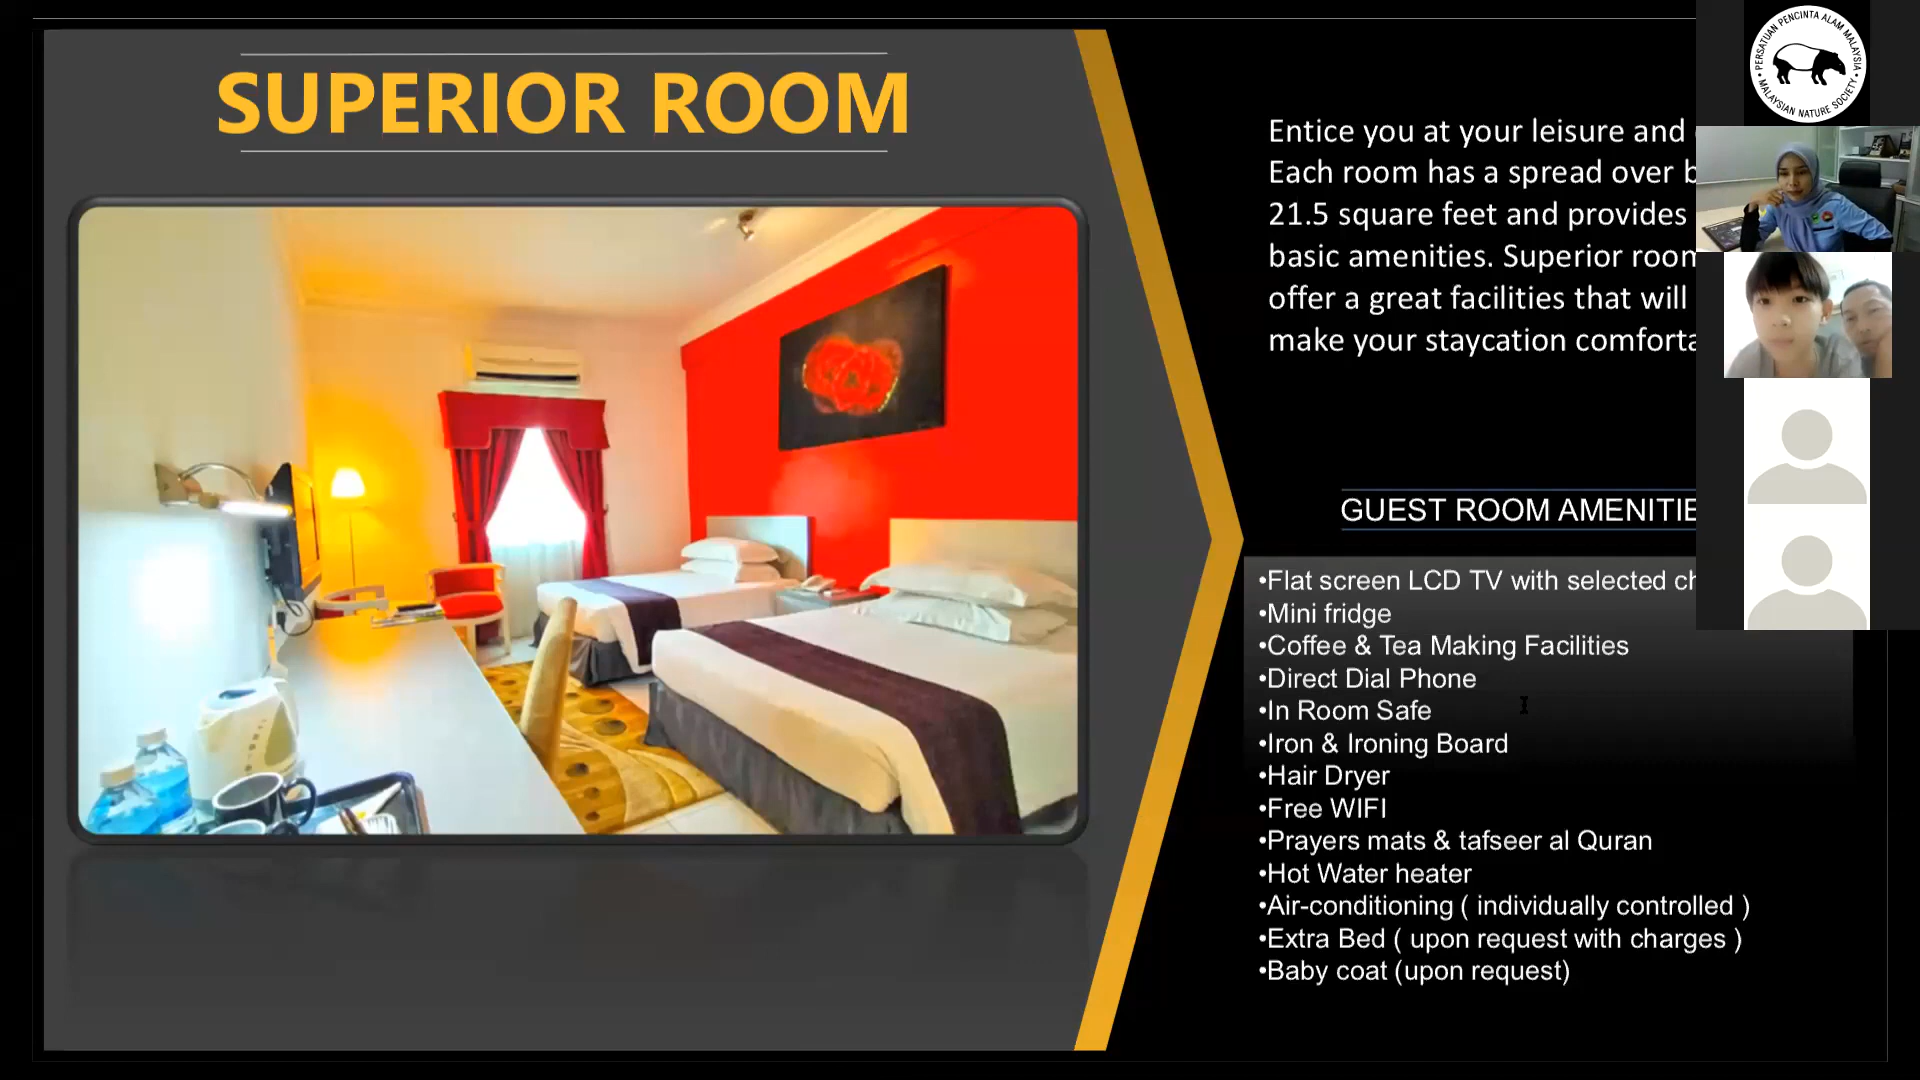 SUPERIOR ROOM
Entice you at your leisure and
Each room has a spread over
21.5 square feet and provides
basic amenities. Superior room
offer a great facilities that will
make your staycation
GUEST ROOM
•Flat screen LCD TV with selected
•Mini fridge
•Coffee & Tea Making Facilities
•Direct Dial Phone
•In Room Safe
•Iron & Ironing Board
•Hair Dryer
•Free WIFI
•Prayers mats & tafseer al Quran
•Hot Water heater
•Air-conditioning ( individually controlled )
•Extra Bed ( upon request with charges )
•Baby coat (upon request)
PERSATUAN PENCINTA ALAM MALAYSIA
• MALAYSIAN NATURE SOCIETY •